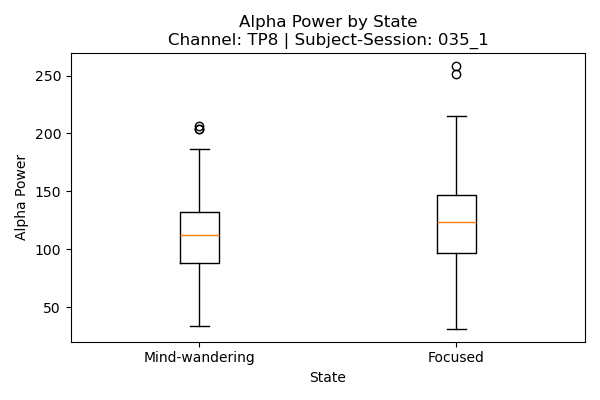 Alpha Power by State
Channel: TP8 | Subject-Session: 035_1
Alpha Power
250
200
150
100
50
Mind-wandering
Focused
State